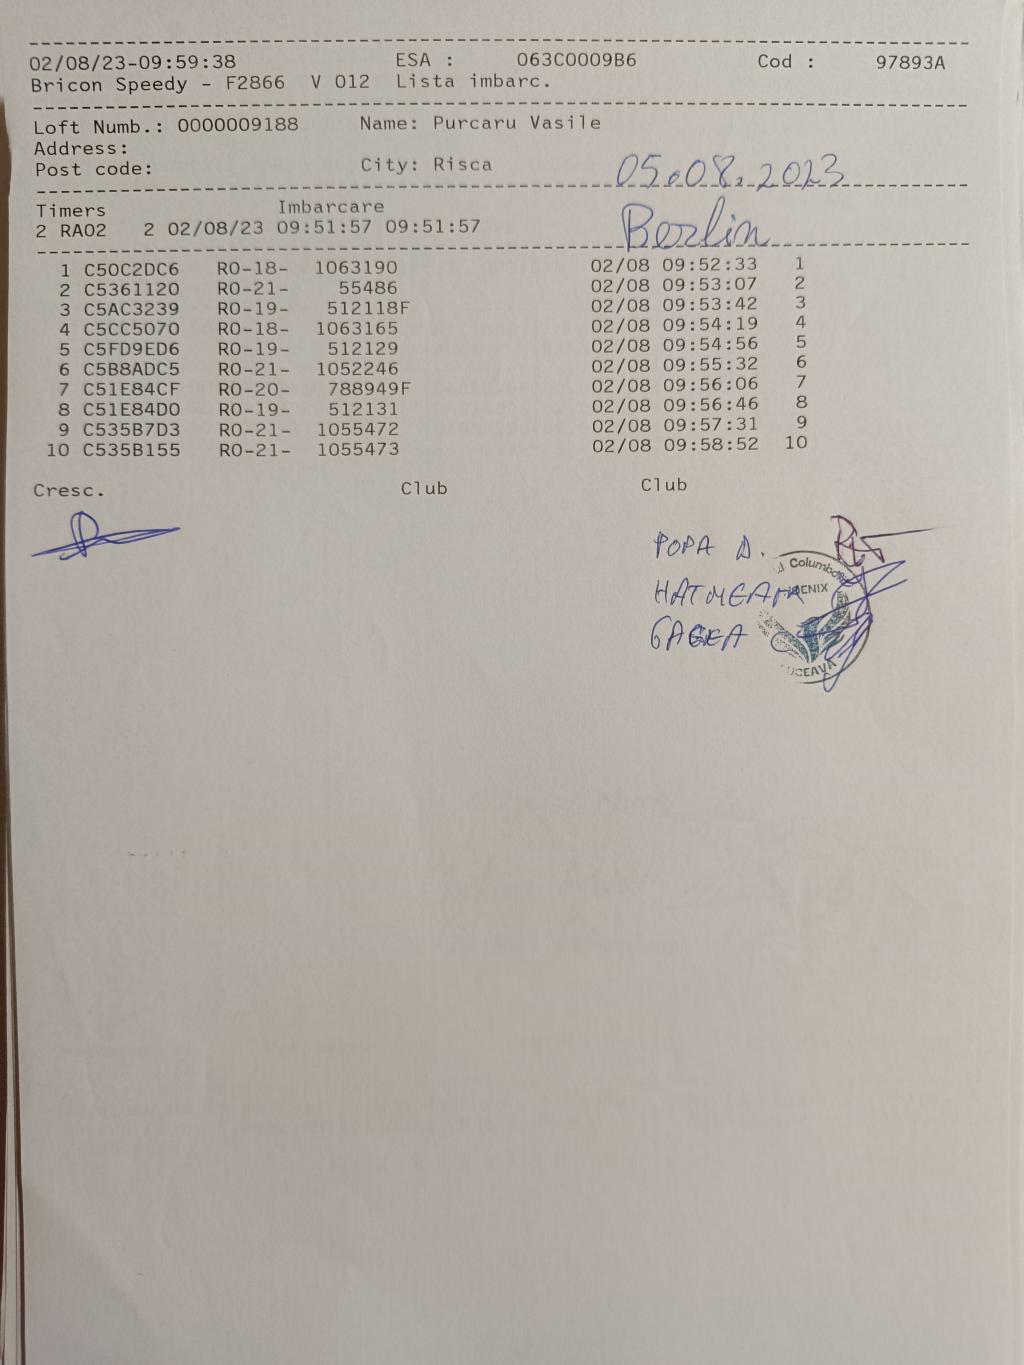 02/08/23-09:59:38 ESA : 063C0009B6 Cod : 97893A
Bricon Speedy - F2866 V 012 Lista imbarc.
Loft Numb.: 0000009188 Name: Purcaru Vasile
Address:
Post code: City: Risca 05.08.2023
Timers Imbarcare
2 RA02 2 02/08/23 09:51:57 09:51:57 Berlin
1 C50C2DC6 RO-18- 1063190 02/08 09:52:33 1
2 C5361120 RO-21- 55486 02/08 09:53:07 2
3 C5AC3239 RO-19- 512118F 02/08 09:53:42 3
4 C5CC5070 RO-18- 1063165 02/08 09:54:19 4
5 C5FD9ED6 RO-19- 512129 02/08 09:54:56 5
6 C5B8ADC5 RO-21- 1052246 02/08 09:55:32 6
7 C51E84CF RO-20- 788949F 02/08 09:56:06 7
8 C51E84D0 RO-19- 512131 02/08 09:56:46 8
9 C535B7D3 RO-21- 1055472 02/08 09:57:31 9
10 C535B155 RO-21- 1055473 02/08 09:58:52 10
Cresc. Club Club
POPA D.
GAGEA